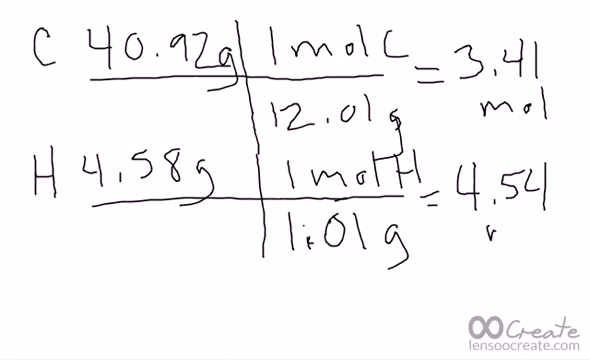 C 40.92g | 1 mol C = 3.41
12.01g mol
H 4.58g | 1 mol H = 4.54
1.01g
Create
lensoocreate.com